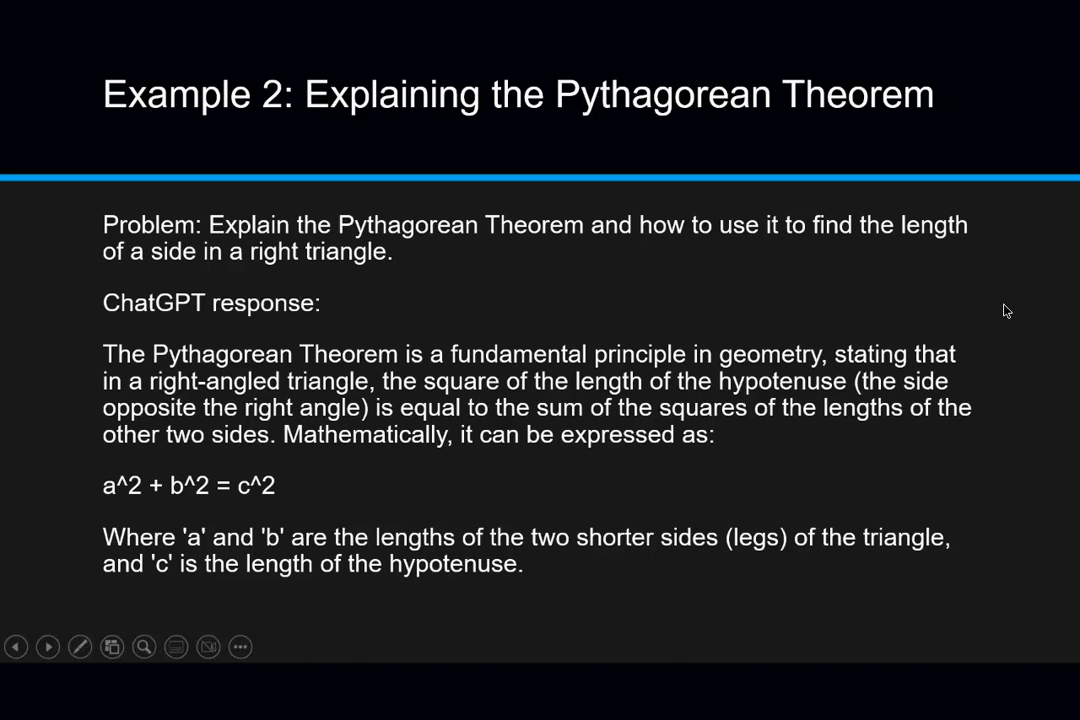 Example 2: Explaining the Pythagorean Theorem
Problem: Explain the Pythagorean Theorem and how to use it to find the length
of a side in a right triangle.
ChatGPT response:
The Pythagorean Theorem is a fundamental principle in geometry, stating that
in a right-angled triangle, the square of the length of the hypotenuse (the side
opposite the right angle) is equal to the sum of the squares of the lengths of the
other two sides. Mathematically, it can be expressed as:
a^2 + b^2 = c^2
Where 'a' and 'b' are the lengths of the two shorter sides (legs) of the triangle,
and 'c' is the length of the hypotenuse.